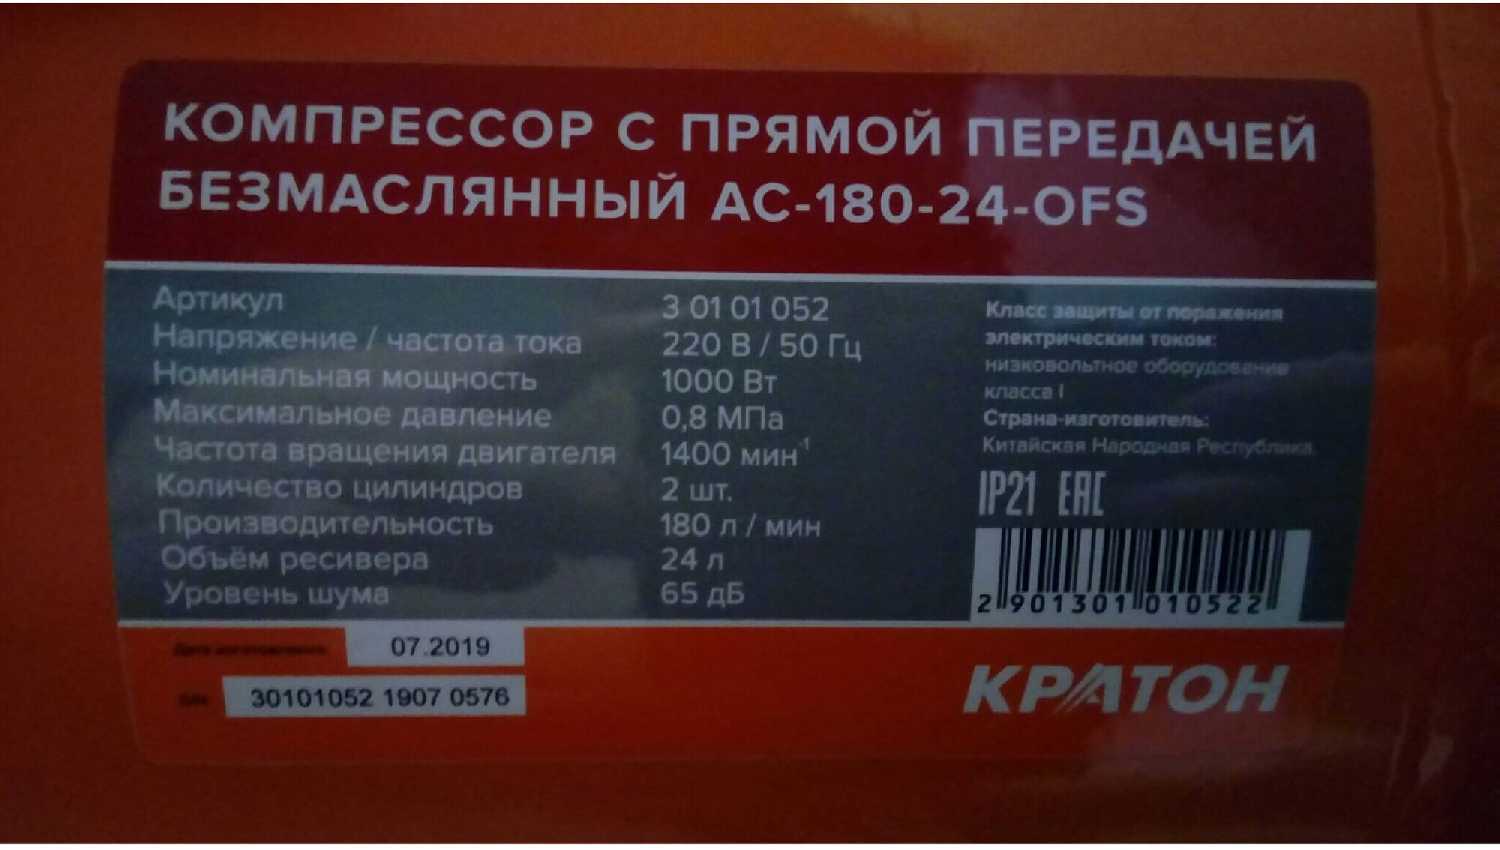 КОМПРЕССОР С ПРЯМОЙ ПЕРЕДАЧЕЙ
БЕЗМАСЛЯННЫЙ AC-180-24-OFS
Артикул 3 01 01 052
Напряжение / частота тока 220 В / 50 Гц
Номинальная мощность 1000 Вт
Максимальное давление 0,8 МПа
Частота вращения двигателя 1400 мин⁻¹
Количество цилиндров 2 шт.
Производительность 180 л / мин
Объём ресивера 24 л
Уровень шума 65 дБ
Класс защиты от поражения
электрическим током:
низковольтное оборудование
класса I
Страна-изготовитель:
Китайская Народная Республика.
IP21 EAC
2 901301 010522
Дата изготовления: 07.2019
S/N: 30101052 1907 0576
КРАТОН